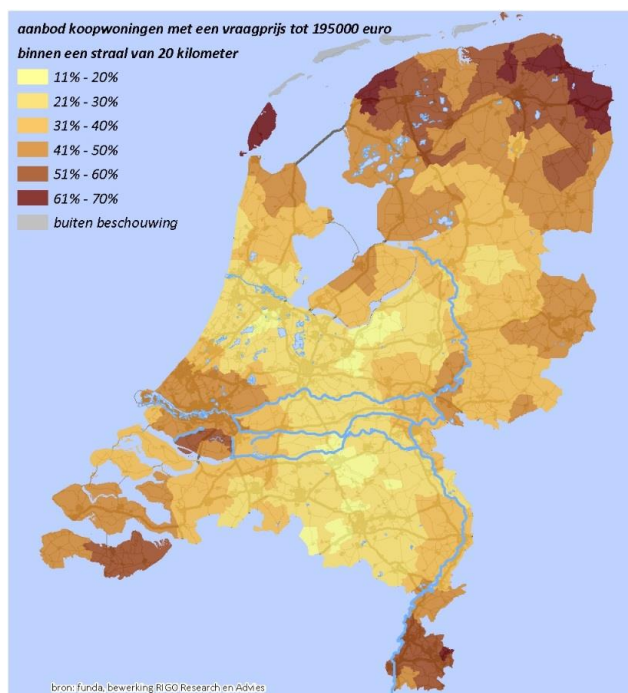 aanbod koopwoningen met een vraagprijs tot 195000 euro
binnen een straal van 20 kilometer
11% - 20%
21% - 30%
31% - 40%
41% - 50%
51% - 60%
61% - 70%
buiten beschouwing
bron: funda, bewerking RIGO Research en Advies